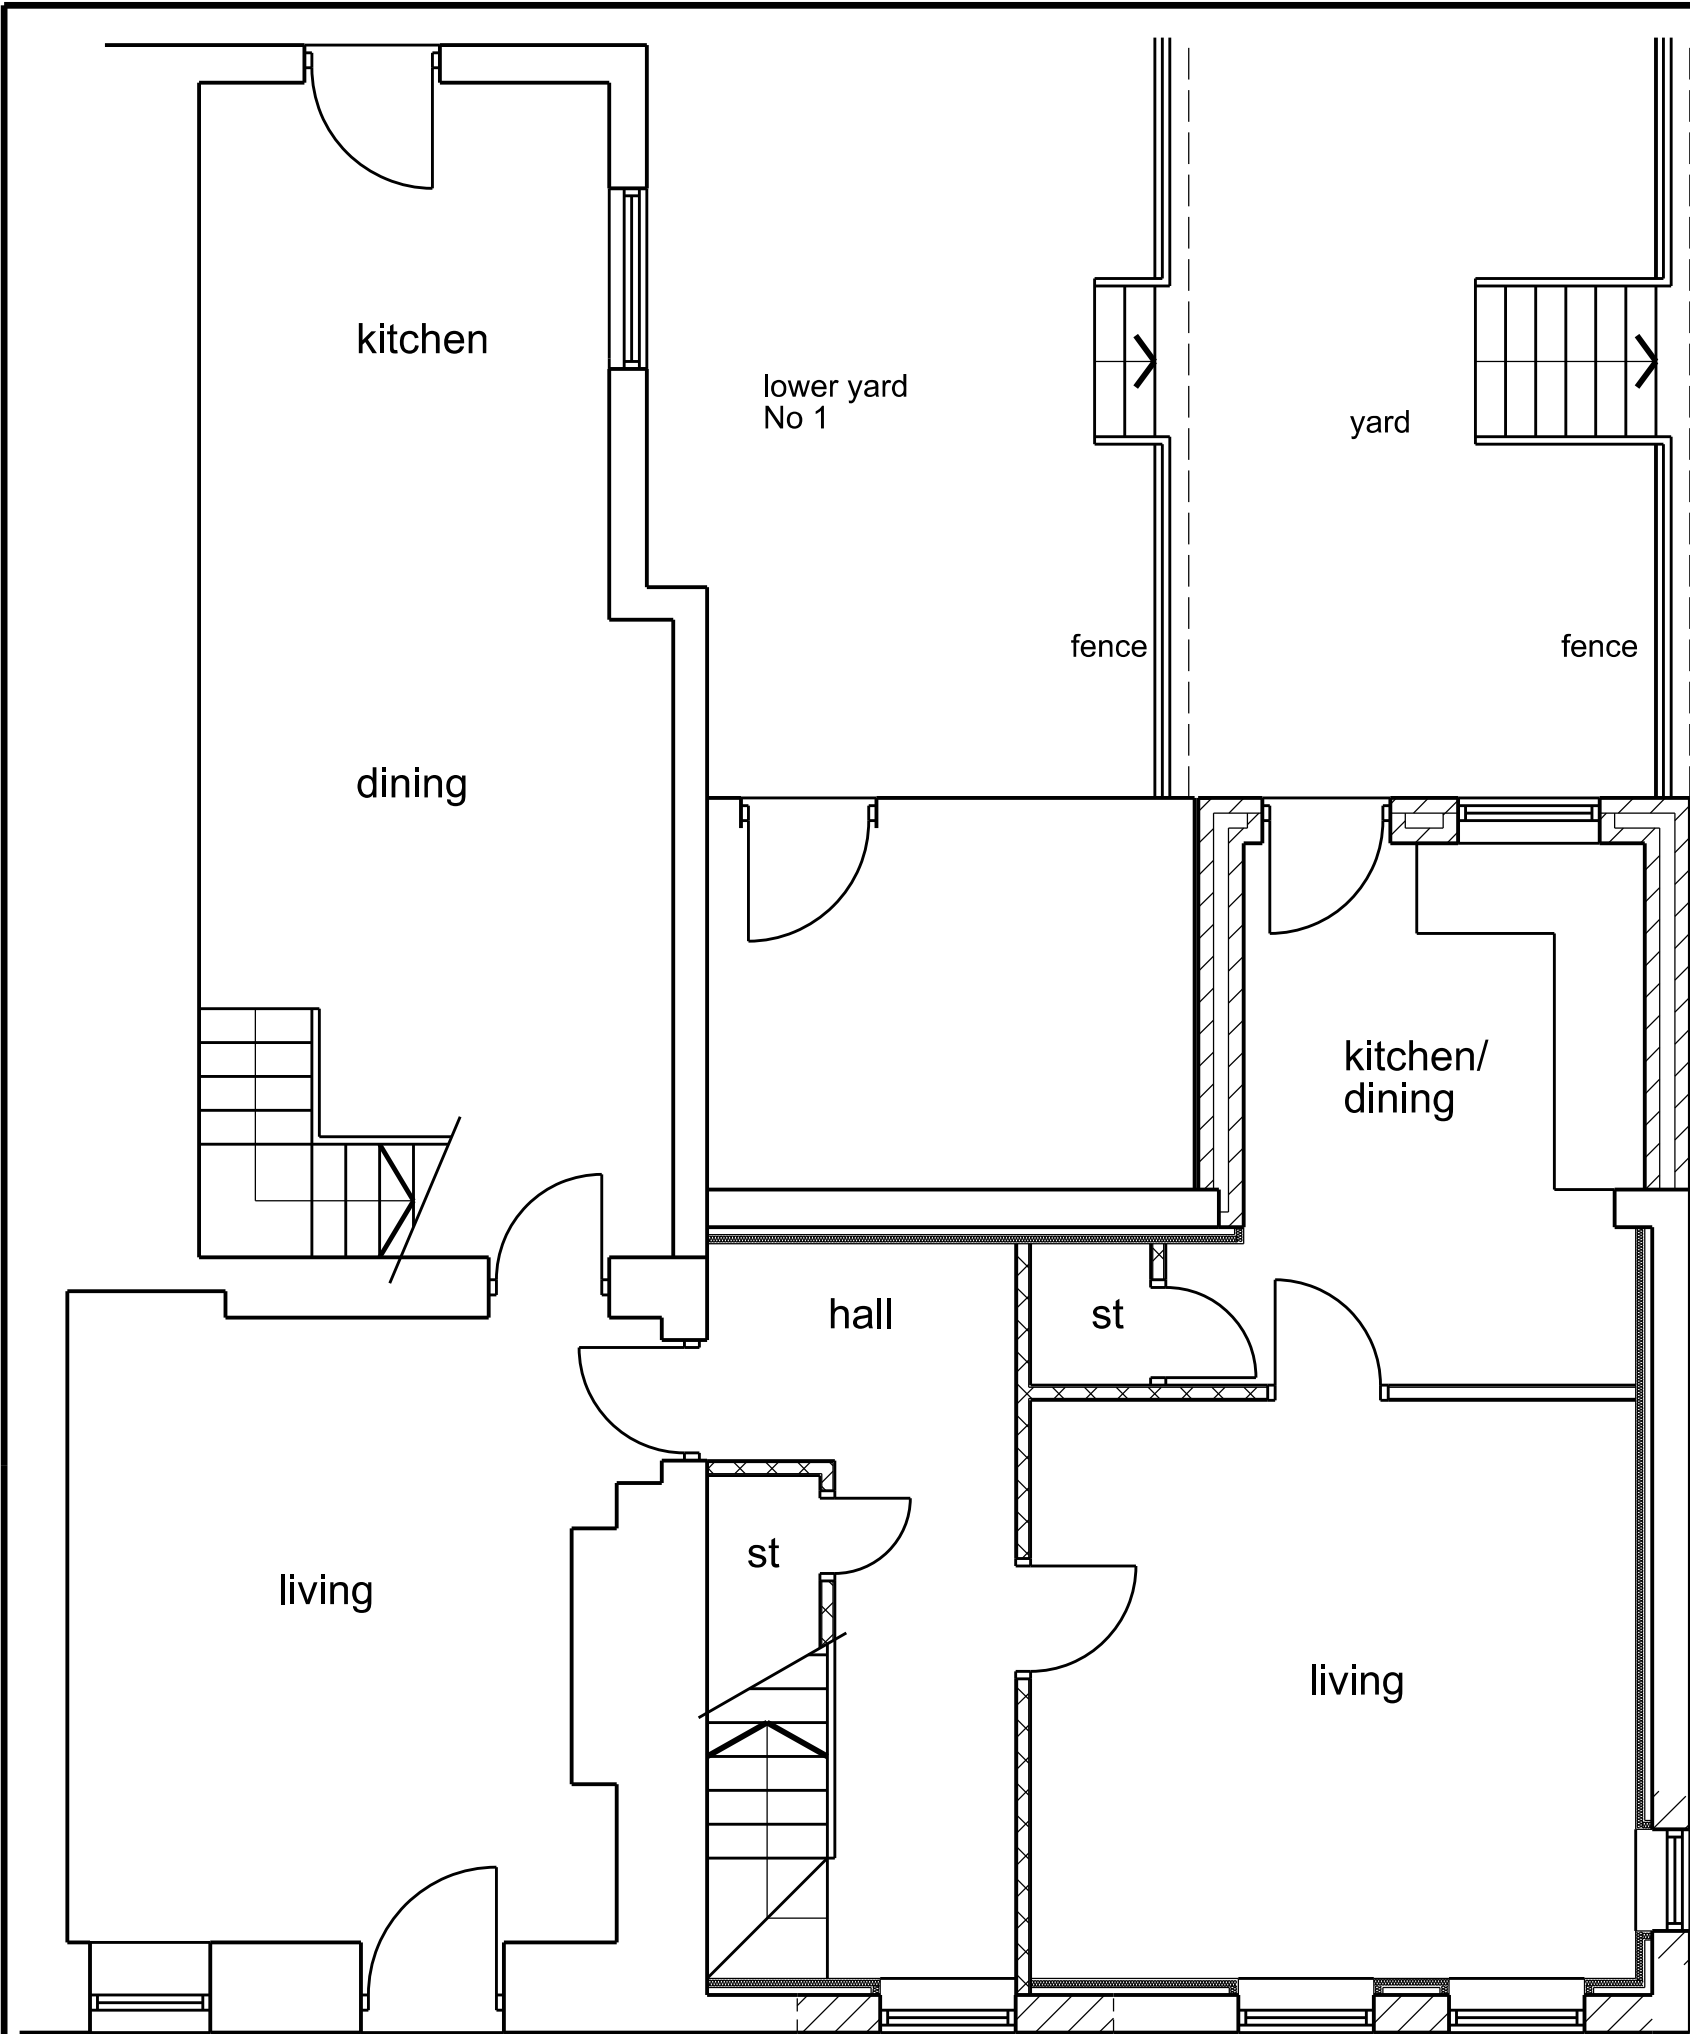 kitchen
lower yard
No 1
yard
fence
fence
dining
kitchen/
dining
hall
st
st
living
living